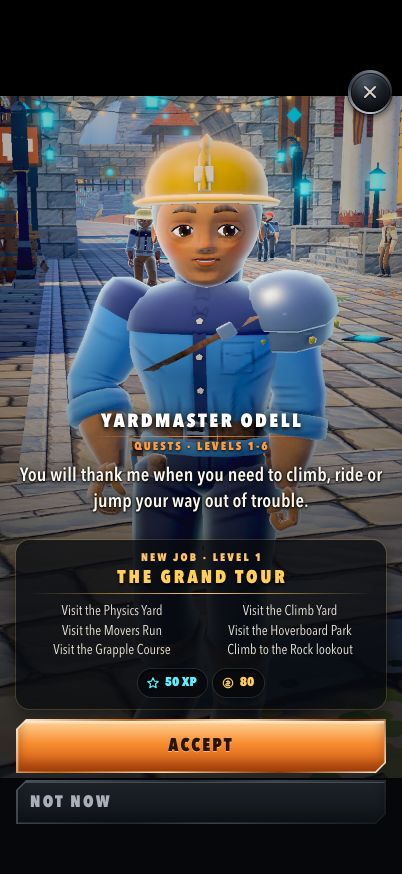 YARDMASTER ODELL
QUESTS · LEVELS 1-6
You will thank me when you need to climb, ride or
jump your way out of trouble.
NEW JOB · LEVEL 1
THE GRAND TOUR
Visit the Physics Yard
Visit the Climb Yard
Visit the Movers Run
Visit the Hoverboard Park
Visit the Grapple Course
Climb to the Rock lookout
50 XP
80
ACCEPT
NOT NOW